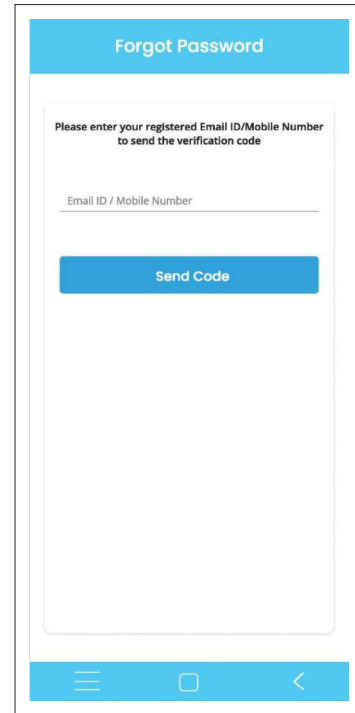 Forgot Password
Please enter your registered Email ID/Mobile Number
to send the verification code
Email ID / Mobile Number
Send Code